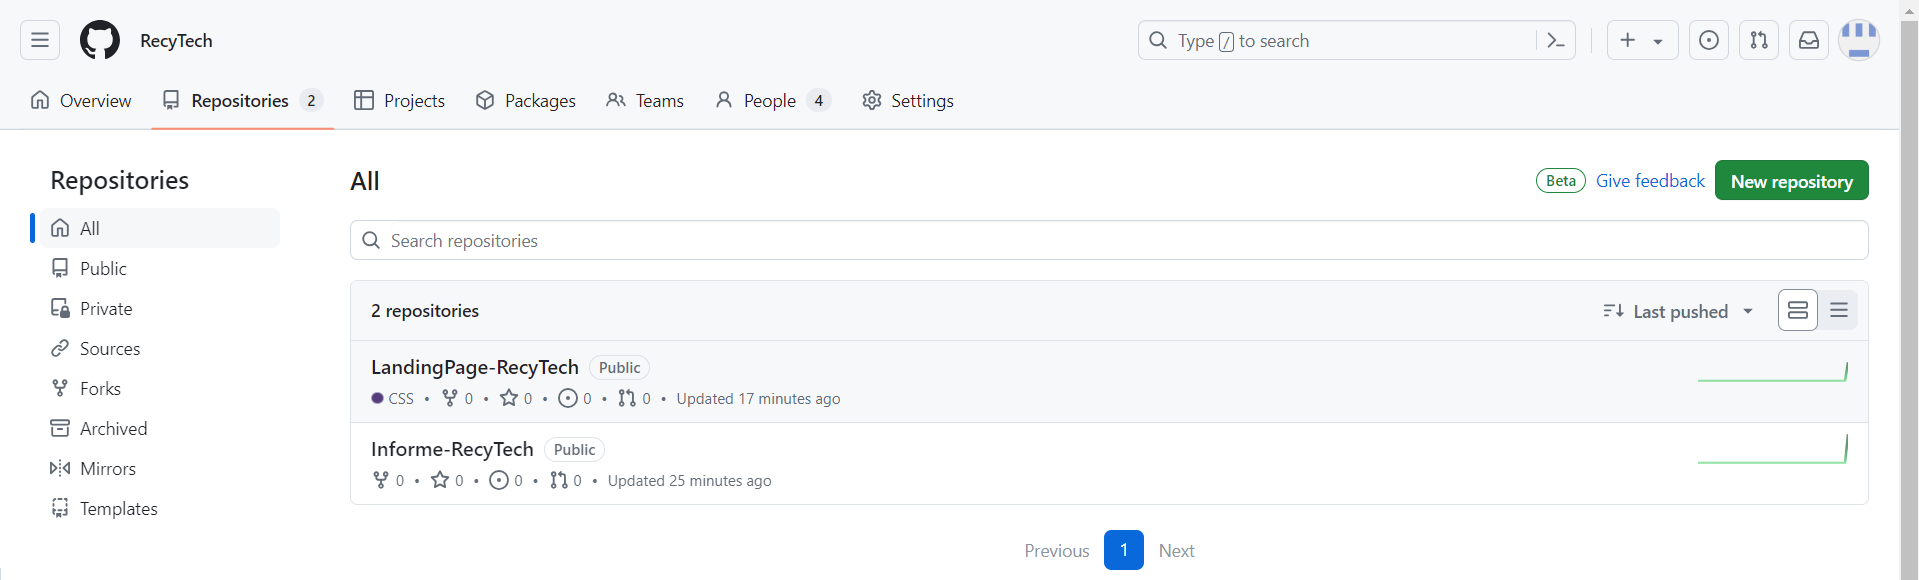 RecyTech
Type / to search
Overview
Repositories 2
Projects
Packages
Teams
People 4
Settings
Repositories
All
Public
Private
Sources
Forks
Archived
Mirrors
Templates
All
Beta Give feedback New repository
Search repositories
2 repositories
Last pushed
LandingPage-RecyTech Public
CSS • 0 • 0 • 0 • 0 • Updated 17 minutes ago
Informe-RecyTech Public
0 • 0 • 0 • 0 • Updated 25 minutes ago
Previous 1 Next